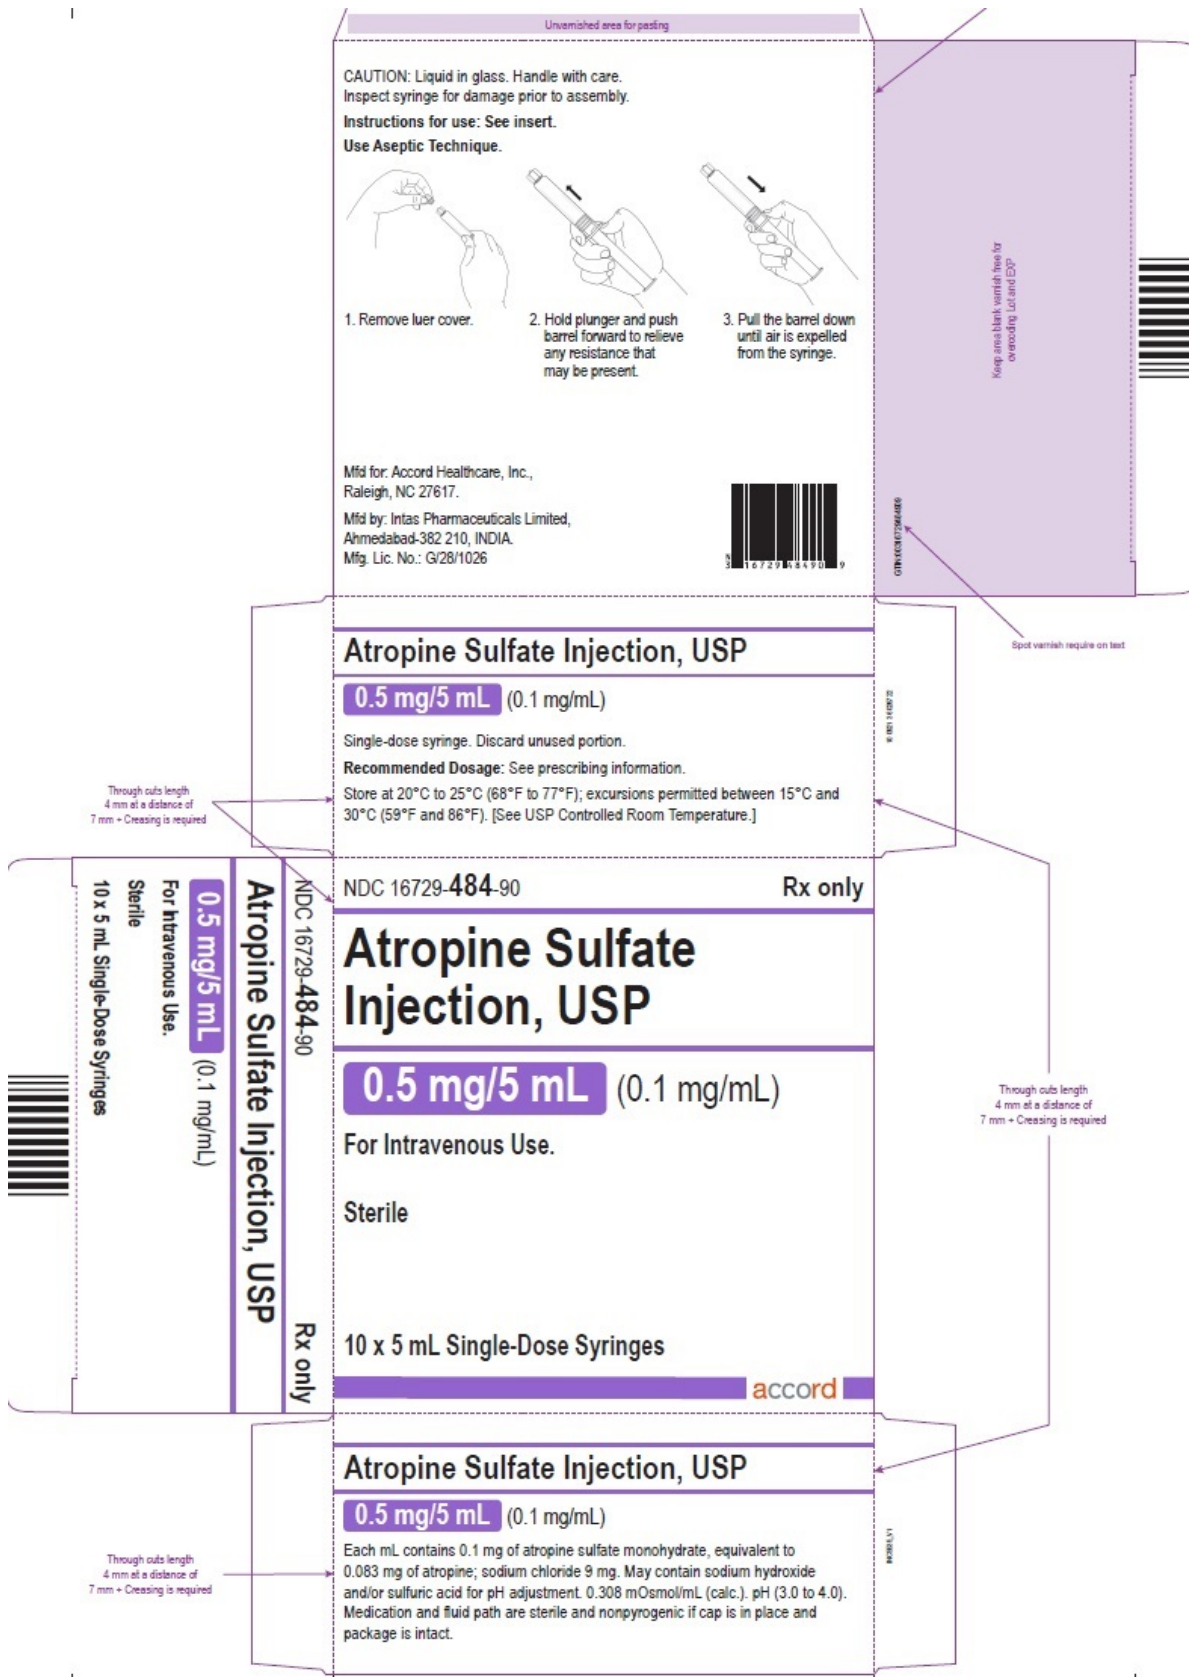 Unvarnished area for pasting
CAUTION: Liquid in glass. Handle with care.
Inspect syringe for damage prior to assembly.
Instructions for use: See insert.
Use Aseptic Technique.
1. Remove luer cover.
2. Hold plunger and push
barrel forward to relieve
any resistance that
may be present.
3. Pull the barrel down
until air is expelled
from the syringe.
Keep area blank varnish free for
overcoding Lot and EXP
Mfd for: Accord Healthcare, Inc.,
Raleigh, NC 27617.
Mfd by: Intas Pharmaceuticals Limited,
Ahmedabad-382 210, INDIA.
Mfg. Lic. No.: G/28/1026
N
3 16729 48490 9
Spot varnish require on text
Atropine Sulfate Injection, USP
0.5 mg/5 mL (0.1 mg/mL)
Single-dose syringe. Discard unused portion.
Recommended Dosage: See prescribing information.
Store at 20°C to 25°C (68°F to 77°F); excursions permitted between 15°C and
30°C (59°F and 86°F). [See USP Controlled Room Temperature.]
Through cuts length
4 mm at a distance of
7 mm + Creasing is required
NDC 16729-484-90 Rx only
Atropine Sulfate Injection, USP
0.5 mg/5 mL (0.1 mg/mL)
For Intravenous Use.
Sterile
10 x 5 mL Single-Dose Syringes
NDC 16729-484-90 Rx only
Atropine Sulfate
Injection, USP
0.5 mg/5 mL (0.1 mg/mL)
For Intravenous Use.
Sterile
10 x 5 mL Single-Dose Syringes
accord
Through cuts length
4 mm at a distance of
7 mm + Creasing is required
Atropine Sulfate Injection, USP
0.5 mg/5 mL (0.1 mg/mL)
Each mL contains 0.1 mg of atropine sulfate monohydrate, equivalent to
0.083 mg of atropine; sodium chloride 9 mg. May contain sodium hydroxide
and/or sulfuric acid for pH adjustment. 0.308 mOsmol/mL (calc.). pH (3.0 to 4.0).
Medication and fluid path are sterile and nonpyrogenic if cap is in place and
package is intact.
Through cuts length
4 mm at a distance of
7 mm + Creasing is required